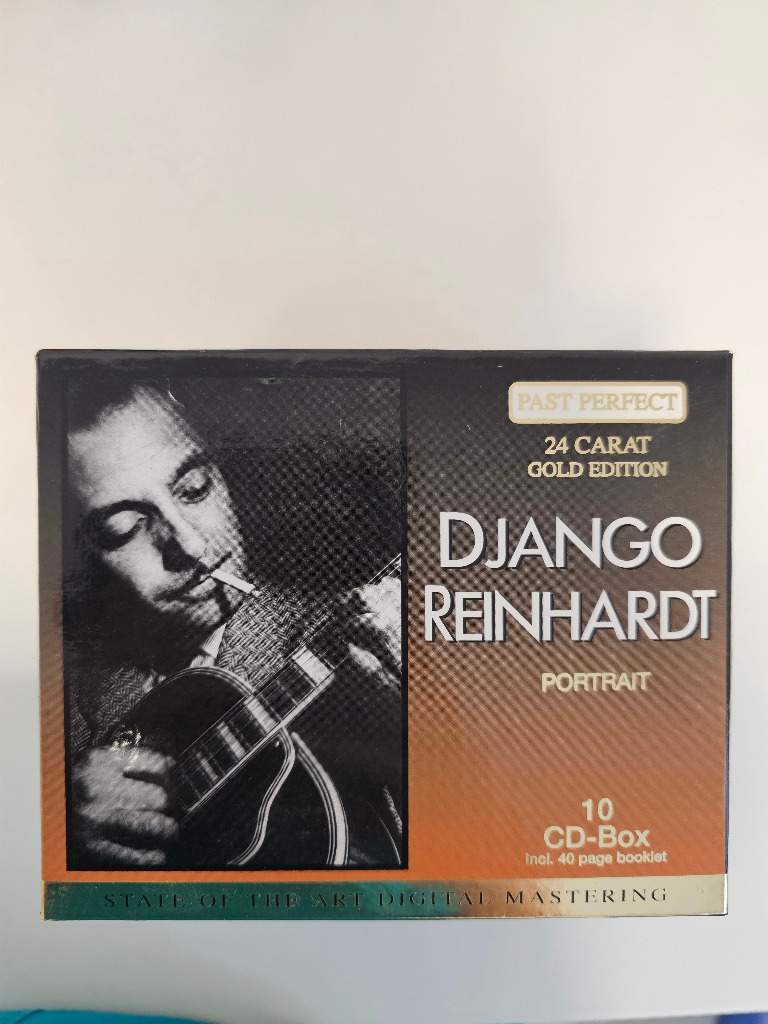 PAST PERFECT
24 CARAT
GOLD EDITION
DJANGO
REINHARDT
PORTRAIT
10
CD-Box
incl. 40 page booklet
STATE OF THE ART DIGITAL MASTERING